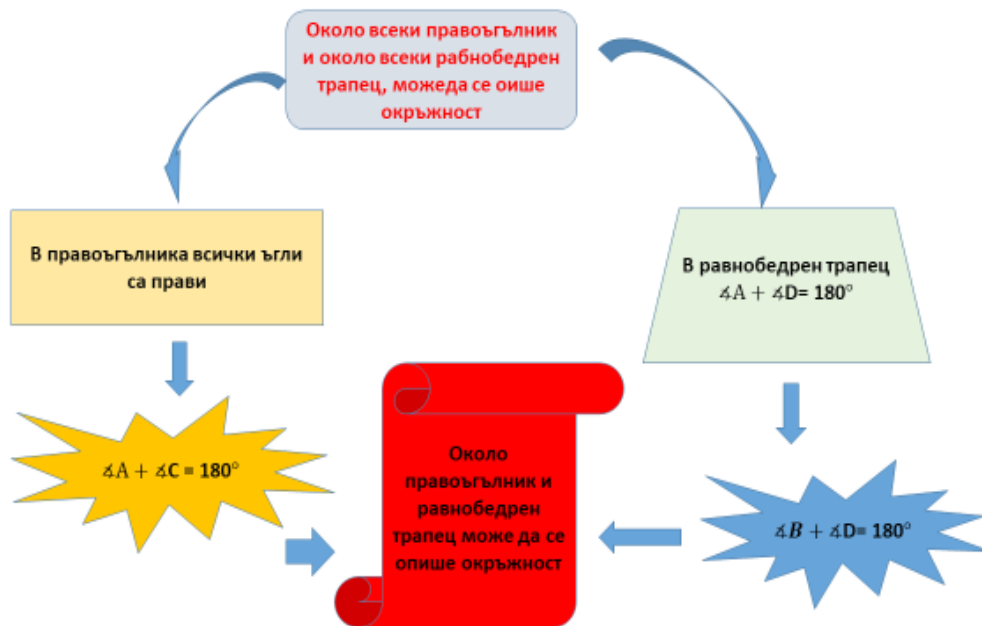 Около всеки правоъгълник
и около всеки рабнобедрен
трапец, можеда се оише
окръжност
В правоъгълника всички ъгли
са прави
В равнобедрен трапец
∡A + ∡D= 180°
∡A + ∡C = 180°
Около
правоъгълник и
равнобедрен
трапец може да се
опише окръжност
∡B + ∡D= 180°